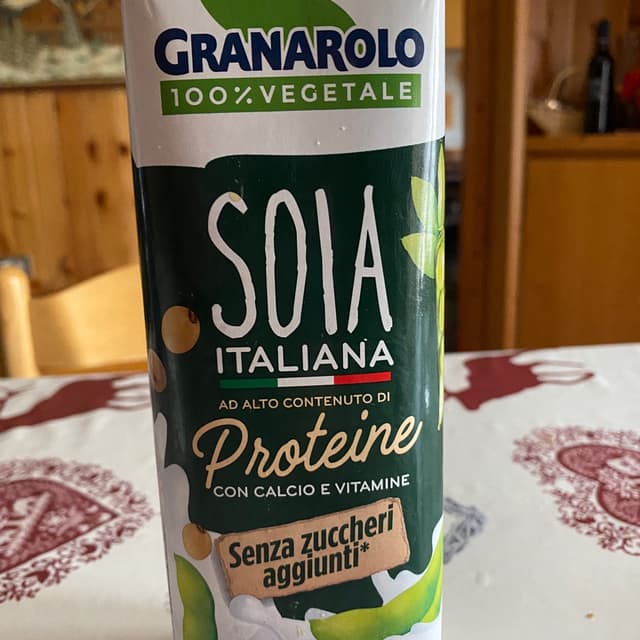 GRANAROLO
100% VEGETALE
SOIA
ITALIANA
AD ALTO CONTENUTO DI
Proteine
CON CALCIO E VITAMINE
Senza zuccheri
aggiunti*